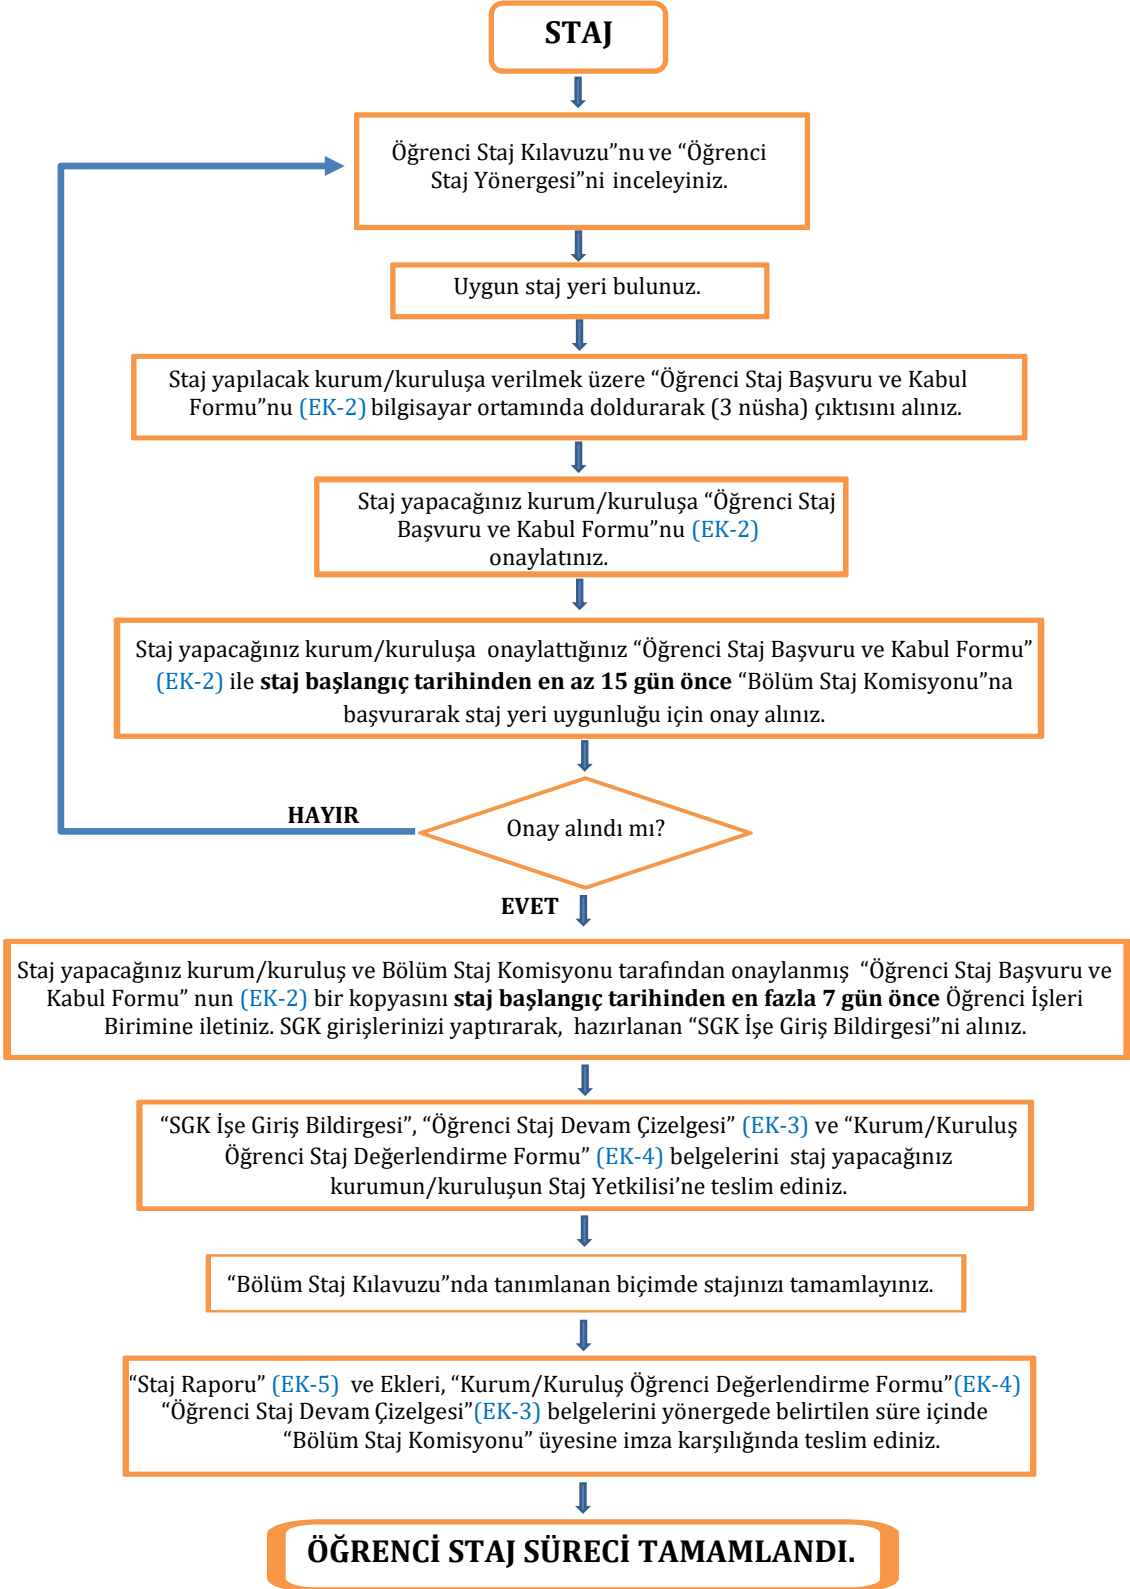 STAJ
Öğrenci Staj Kılavuzu”nu ve “Öğrenci
Staj Yönergesi”ni inceleyiniz.
Uygun staj yeri bulunuz.
Staj yapılacak kurum/kuruluşa verilmek üzere “Öğrenci Staj Başvuru ve Kabul
Formu”nu (EK-2) bilgisayar ortamında doldurarak (3 nüsha) çıktısını alınız.
Staj yapacağınız kurum/kuruluşa “Öğrenci Staj
Başvuru ve Kabul Formu”nu (EK-2)
onaylatınız.
Staj yapacağınız kurum/kuruluşa onaylattığınız “Öğrenci Staj Başvuru ve Kabul Formu”
(EK-2) ile staj başlangıç tarihinden en az 15 gün önce “Bölüm Staj Komisyonu”na
başvurarak staj yeri uygunluğu için onay alınız.
HAYIR
Onay alındı mı?
EVET
Staj yapacağınız kurum/kuruluş ve Bölüm Staj Komisyonu tarafından onaylanmış “Öğrenci Staj Başvuru ve
Kabul Formu” nun (EK-2) bir kopyasını staj başlangıç tarihinden en fazla 7 gün önce Öğrenci İşleri
Birimine iletiniz. SGK girişlerinizi yaptırarak, hazırlanan “SGK İşe Giriş Bildirgesi”ni alınız.
“SGK İşe Giriş Bildirgesi”, “Öğrenci Staj Devam Çizelgesi” (EK-3) ve “Kurum/Kuruluş
Öğrenci Staj Değerlendirme Formu” (EK-4) belgelerini staj yapacağınız
kurumun/kuruluşun Staj Yetkilisi’ne teslim ediniz.
“Bölüm Staj Kılavuzu”nda tanımlanan biçimde stajınızı tamamlayınız.
“Staj Raporu” (EK-5) ve Ekleri, “Kurum/Kuruluş Öğrenci Değerlendirme Formu”(EK-4)
“Öğrenci Staj Devam Çizelgesi”(EK-3) belgelerini yönergede belirtilen süre içinde
“Bölüm Staj Komisyonu” üyesine imza karşılığında teslim ediniz.
ÖĞRENCİ STAJ SÜRECİ TAMAMLANDI.